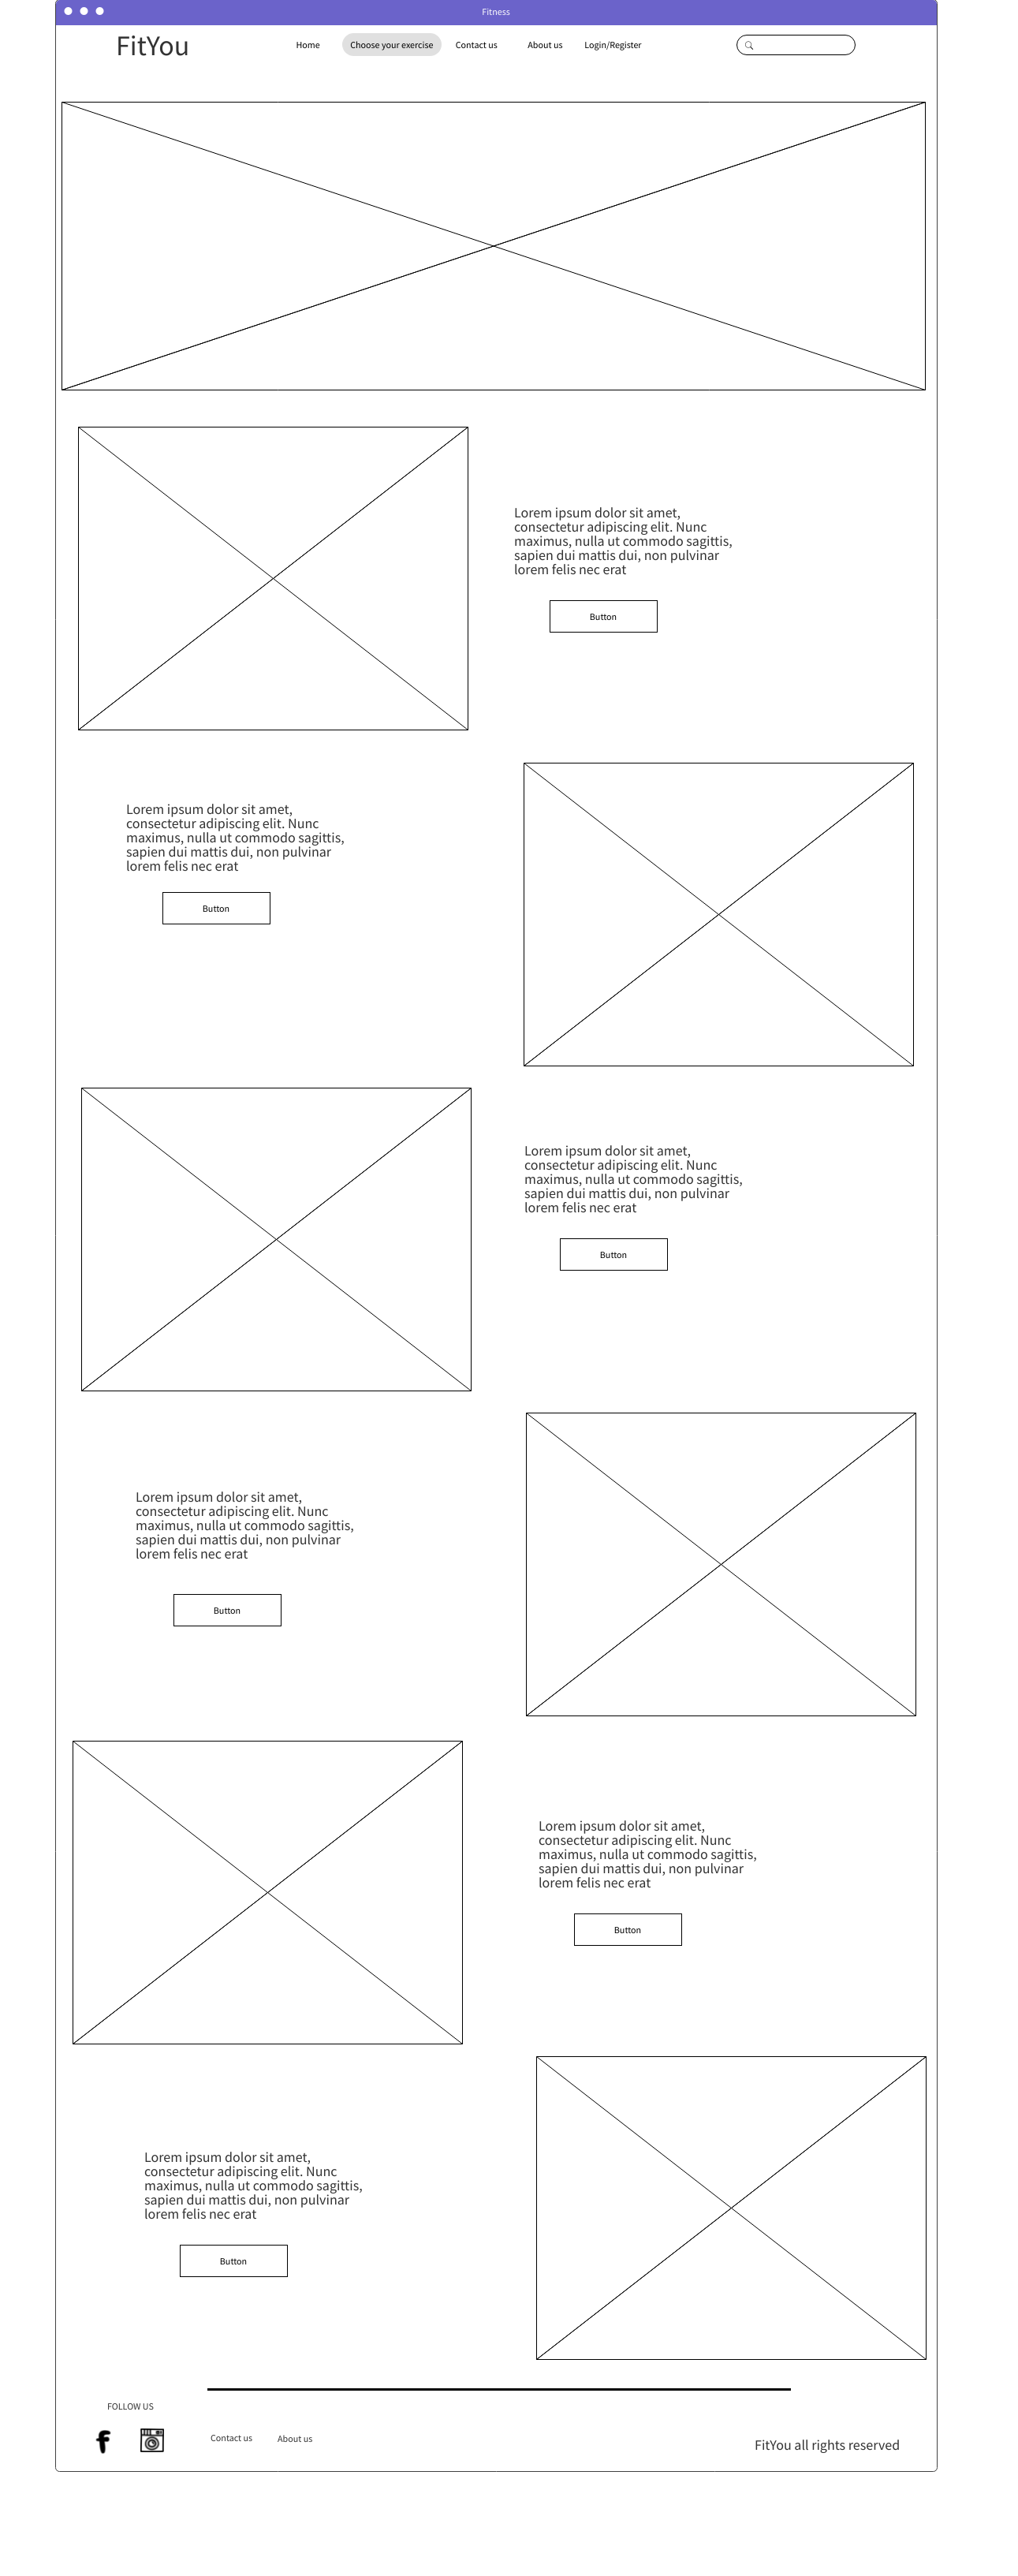 Fitness
FitYou
Home
Choose your exercise
Contact us
About us
Login/Register
Lorem ipsum dolor sit amet,
consectetur adipiscing elit. Nunc
maximus, nulla ut commodo sagittis,
sapien dui mattis dui, non pulvinar
lorem felis nec erat
Button
Lorem ipsum dolor sit amet,
consectetur adipiscing elit. Nunc
maximus, nulla ut commodo sagittis,
sapien dui mattis dui, non pulvinar
lorem felis nec erat
Button
Lorem ipsum dolor sit amet,
consectetur adipiscing elit. Nunc
maximus, nulla ut commodo sagittis,
sapien dui mattis dui, non pulvinar
lorem felis nec erat
Button
Lorem ipsum dolor sit amet,
consectetur adipiscing elit. Nunc
maximus, nulla ut commodo sagittis,
sapien dui mattis dui, non pulvinar
lorem felis nec erat
Button
Lorem ipsum dolor sit amet,
consectetur adipiscing elit. Nunc
maximus, nulla ut commodo sagittis,
sapien dui mattis dui, non pulvinar
lorem felis nec erat
Button
Lorem ipsum dolor sit amet,
consectetur adipiscing elit. Nunc
maximus, nulla ut commodo sagittis,
sapien dui mattis dui, non pulvinar
lorem felis nec erat
Button
FOLLOW US
Contact us
About us
FitYou all rights reserved